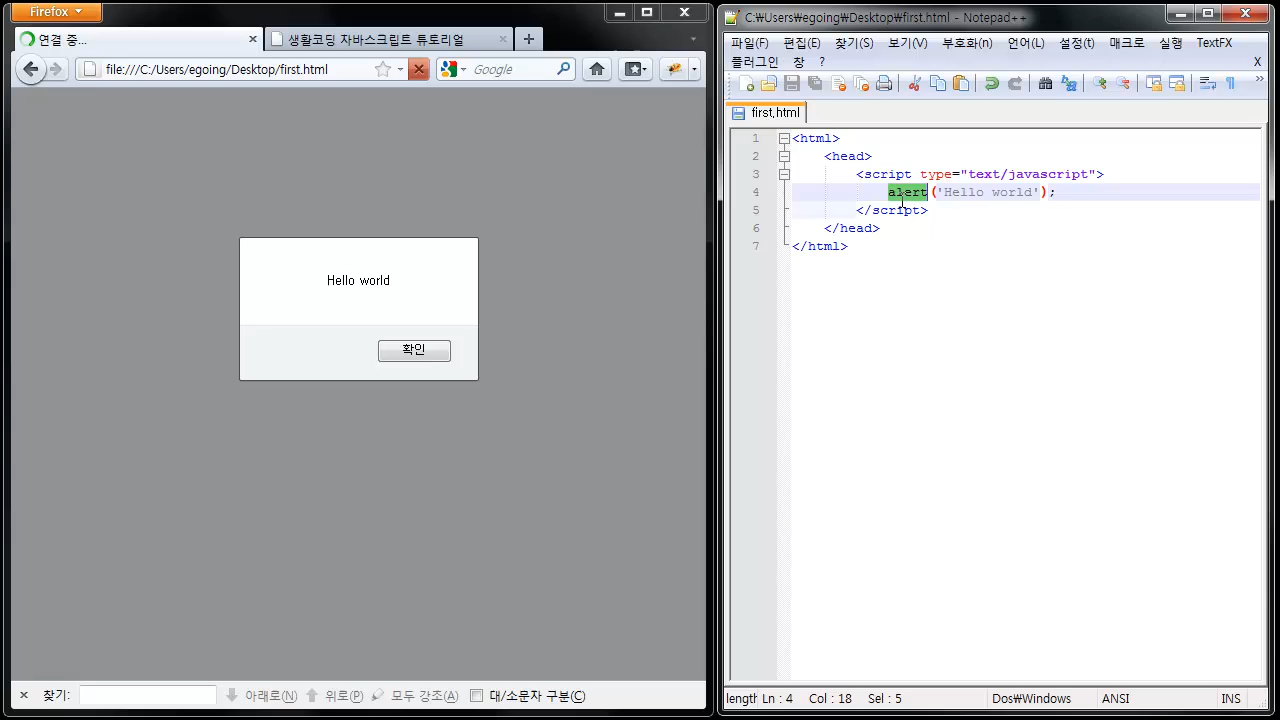 Firefox
연결 중...
생활코딩 자바스크립트 튜토리얼
file:///C:/Users/egoing/Desktop/first.html
Google
Hello world
확인
찾기:
아래로(N)
위로(P)
모두 강조(A)
대/소문자 구분(C)
C:₩Users₩egoing₩Desktop₩first.html - Notepad++
파일(F) 편집(E) 찾기(S) 보기(V) 부호화(N) 언어(L) 설정(t) 매크로 실행 TextFX
플러그인 창 ? X
first.html
1 <html>
2 <head>
3 <script type="text/javascript">
4 alert('Hello world');
5 </script>
6 </head>
7 </html>
length Ln : 4 Col : 18 Sel : 5 Dos₩Windows ANSI INS